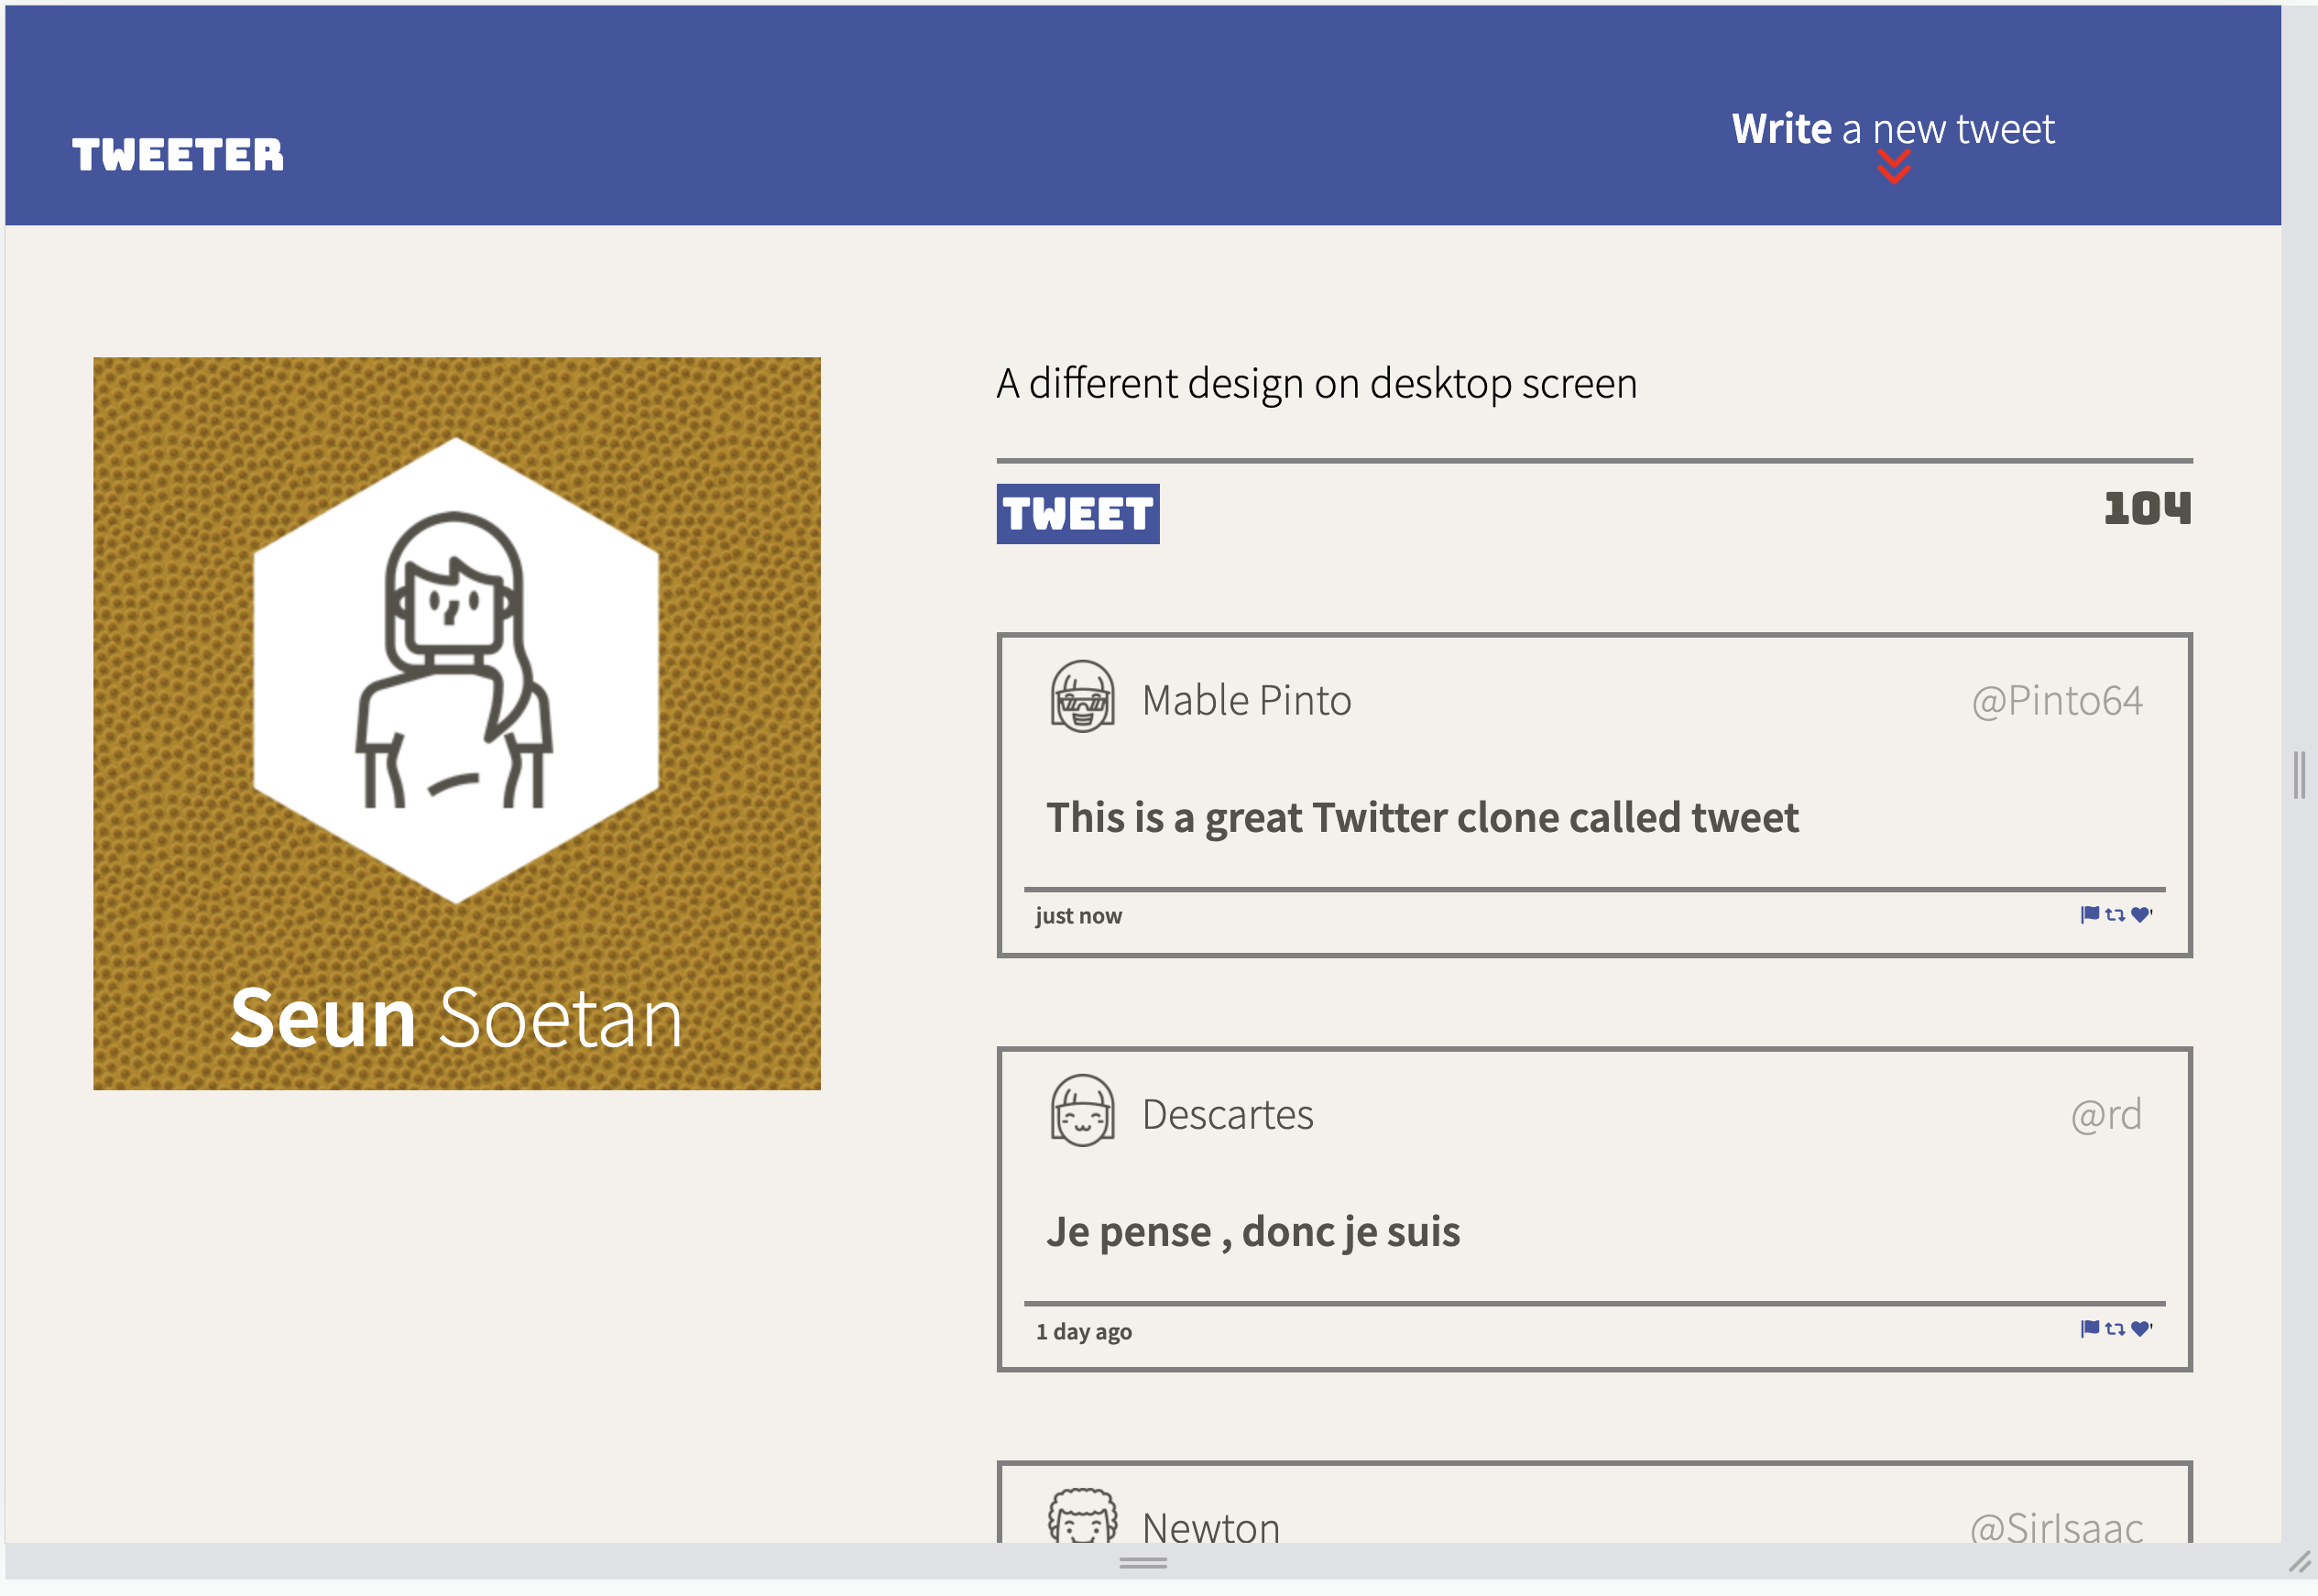 TWEETER
Write a new tweet
Seun Soetan
A different design on desktop screen
TWEET
104
Mable Pinto
@Pinto64
This is a great Twitter clone called tweet
just now
Descartes
@rd
Je pense , donc je suis
1 day ago
Newton
@SirIsaac